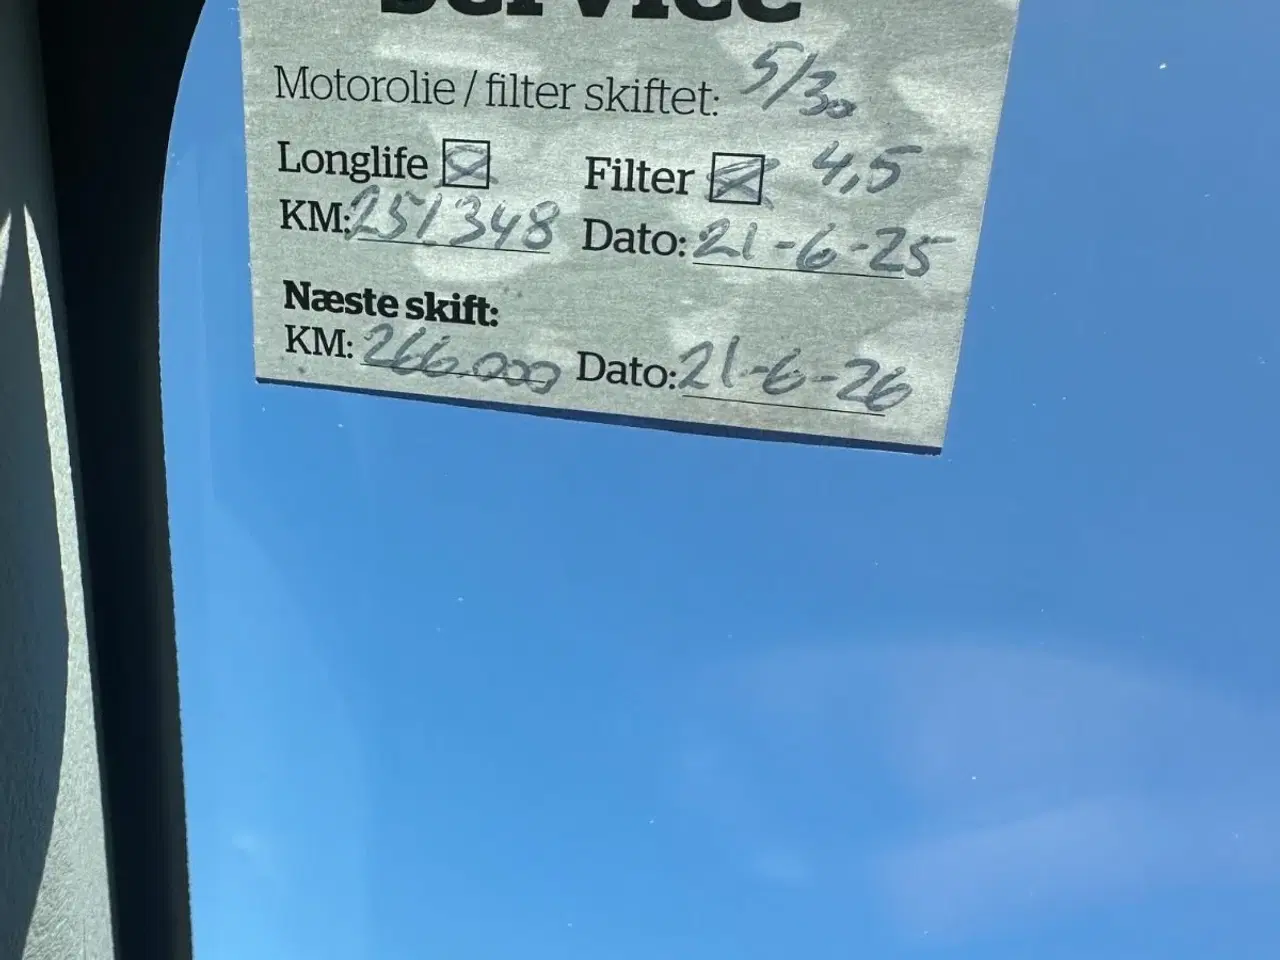 Service
Motorolie / filter skiftet: 5/30
Longlife Filter 4,5
KM: 251348 Dato: 21-6-25
Næste skift:
KM: 266.000 Dato: 21-6-26